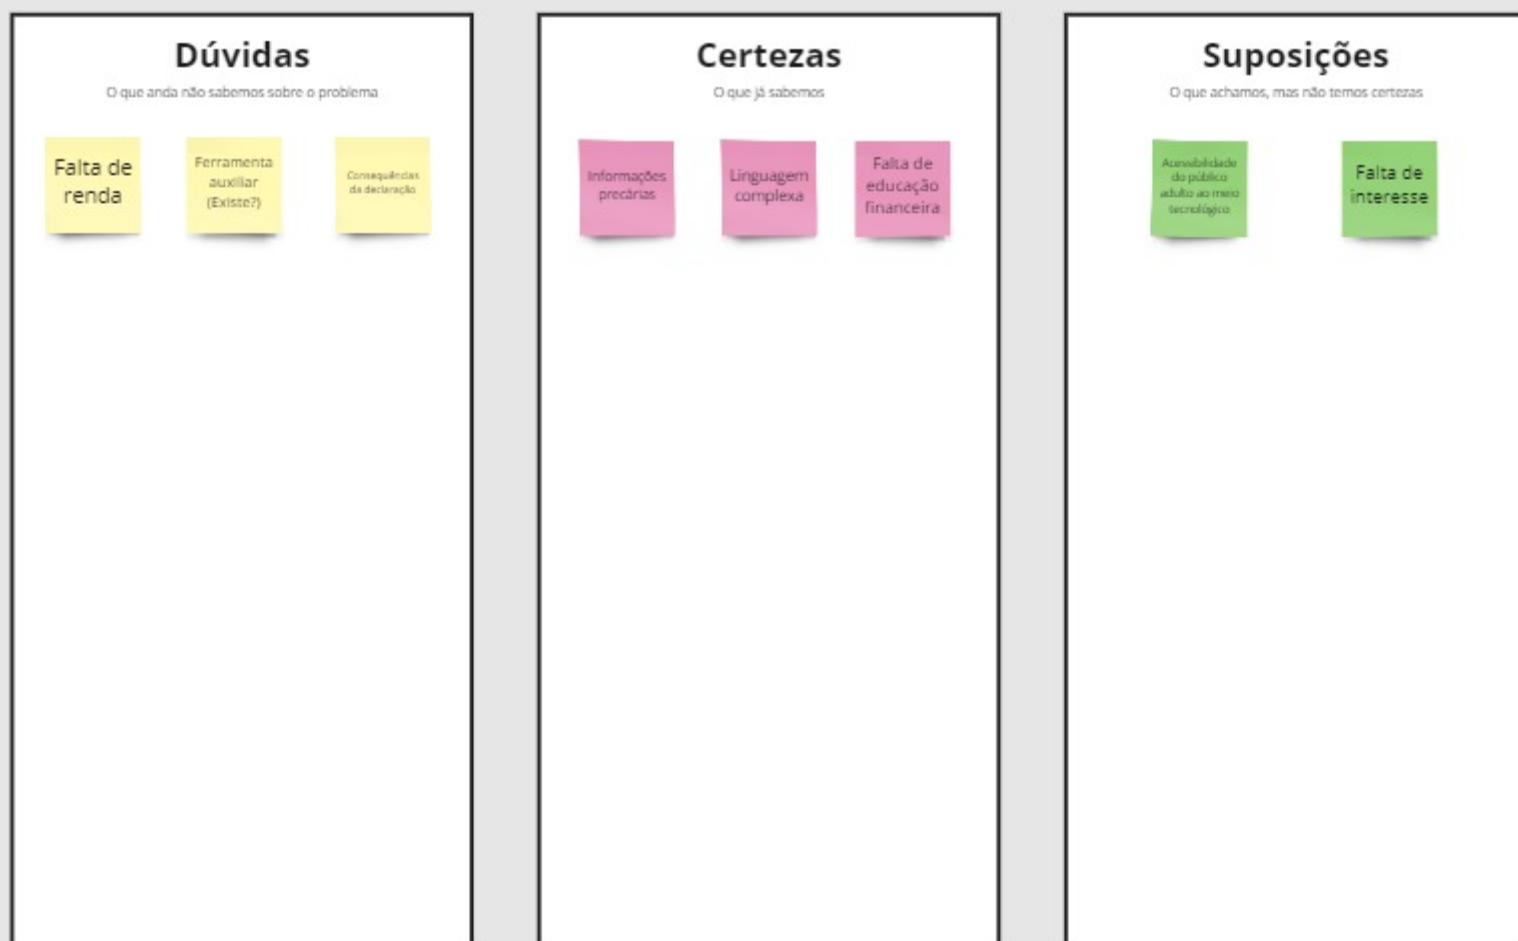 Dúvidas
O que anda não sabemos sobre o problema
Falta de
renda
Ferramenta
auxiliar
(Existe?)
Consequências
da declaração
Certezas
O que já sabemos
Informações
precárias
Linguagem
complexa
Falta de
educação
financeira
Suposições
O que achamos, mas não temos certezas
Acessibilidade
do público
adulto ao meio
tecnológico
Falta de
interesse